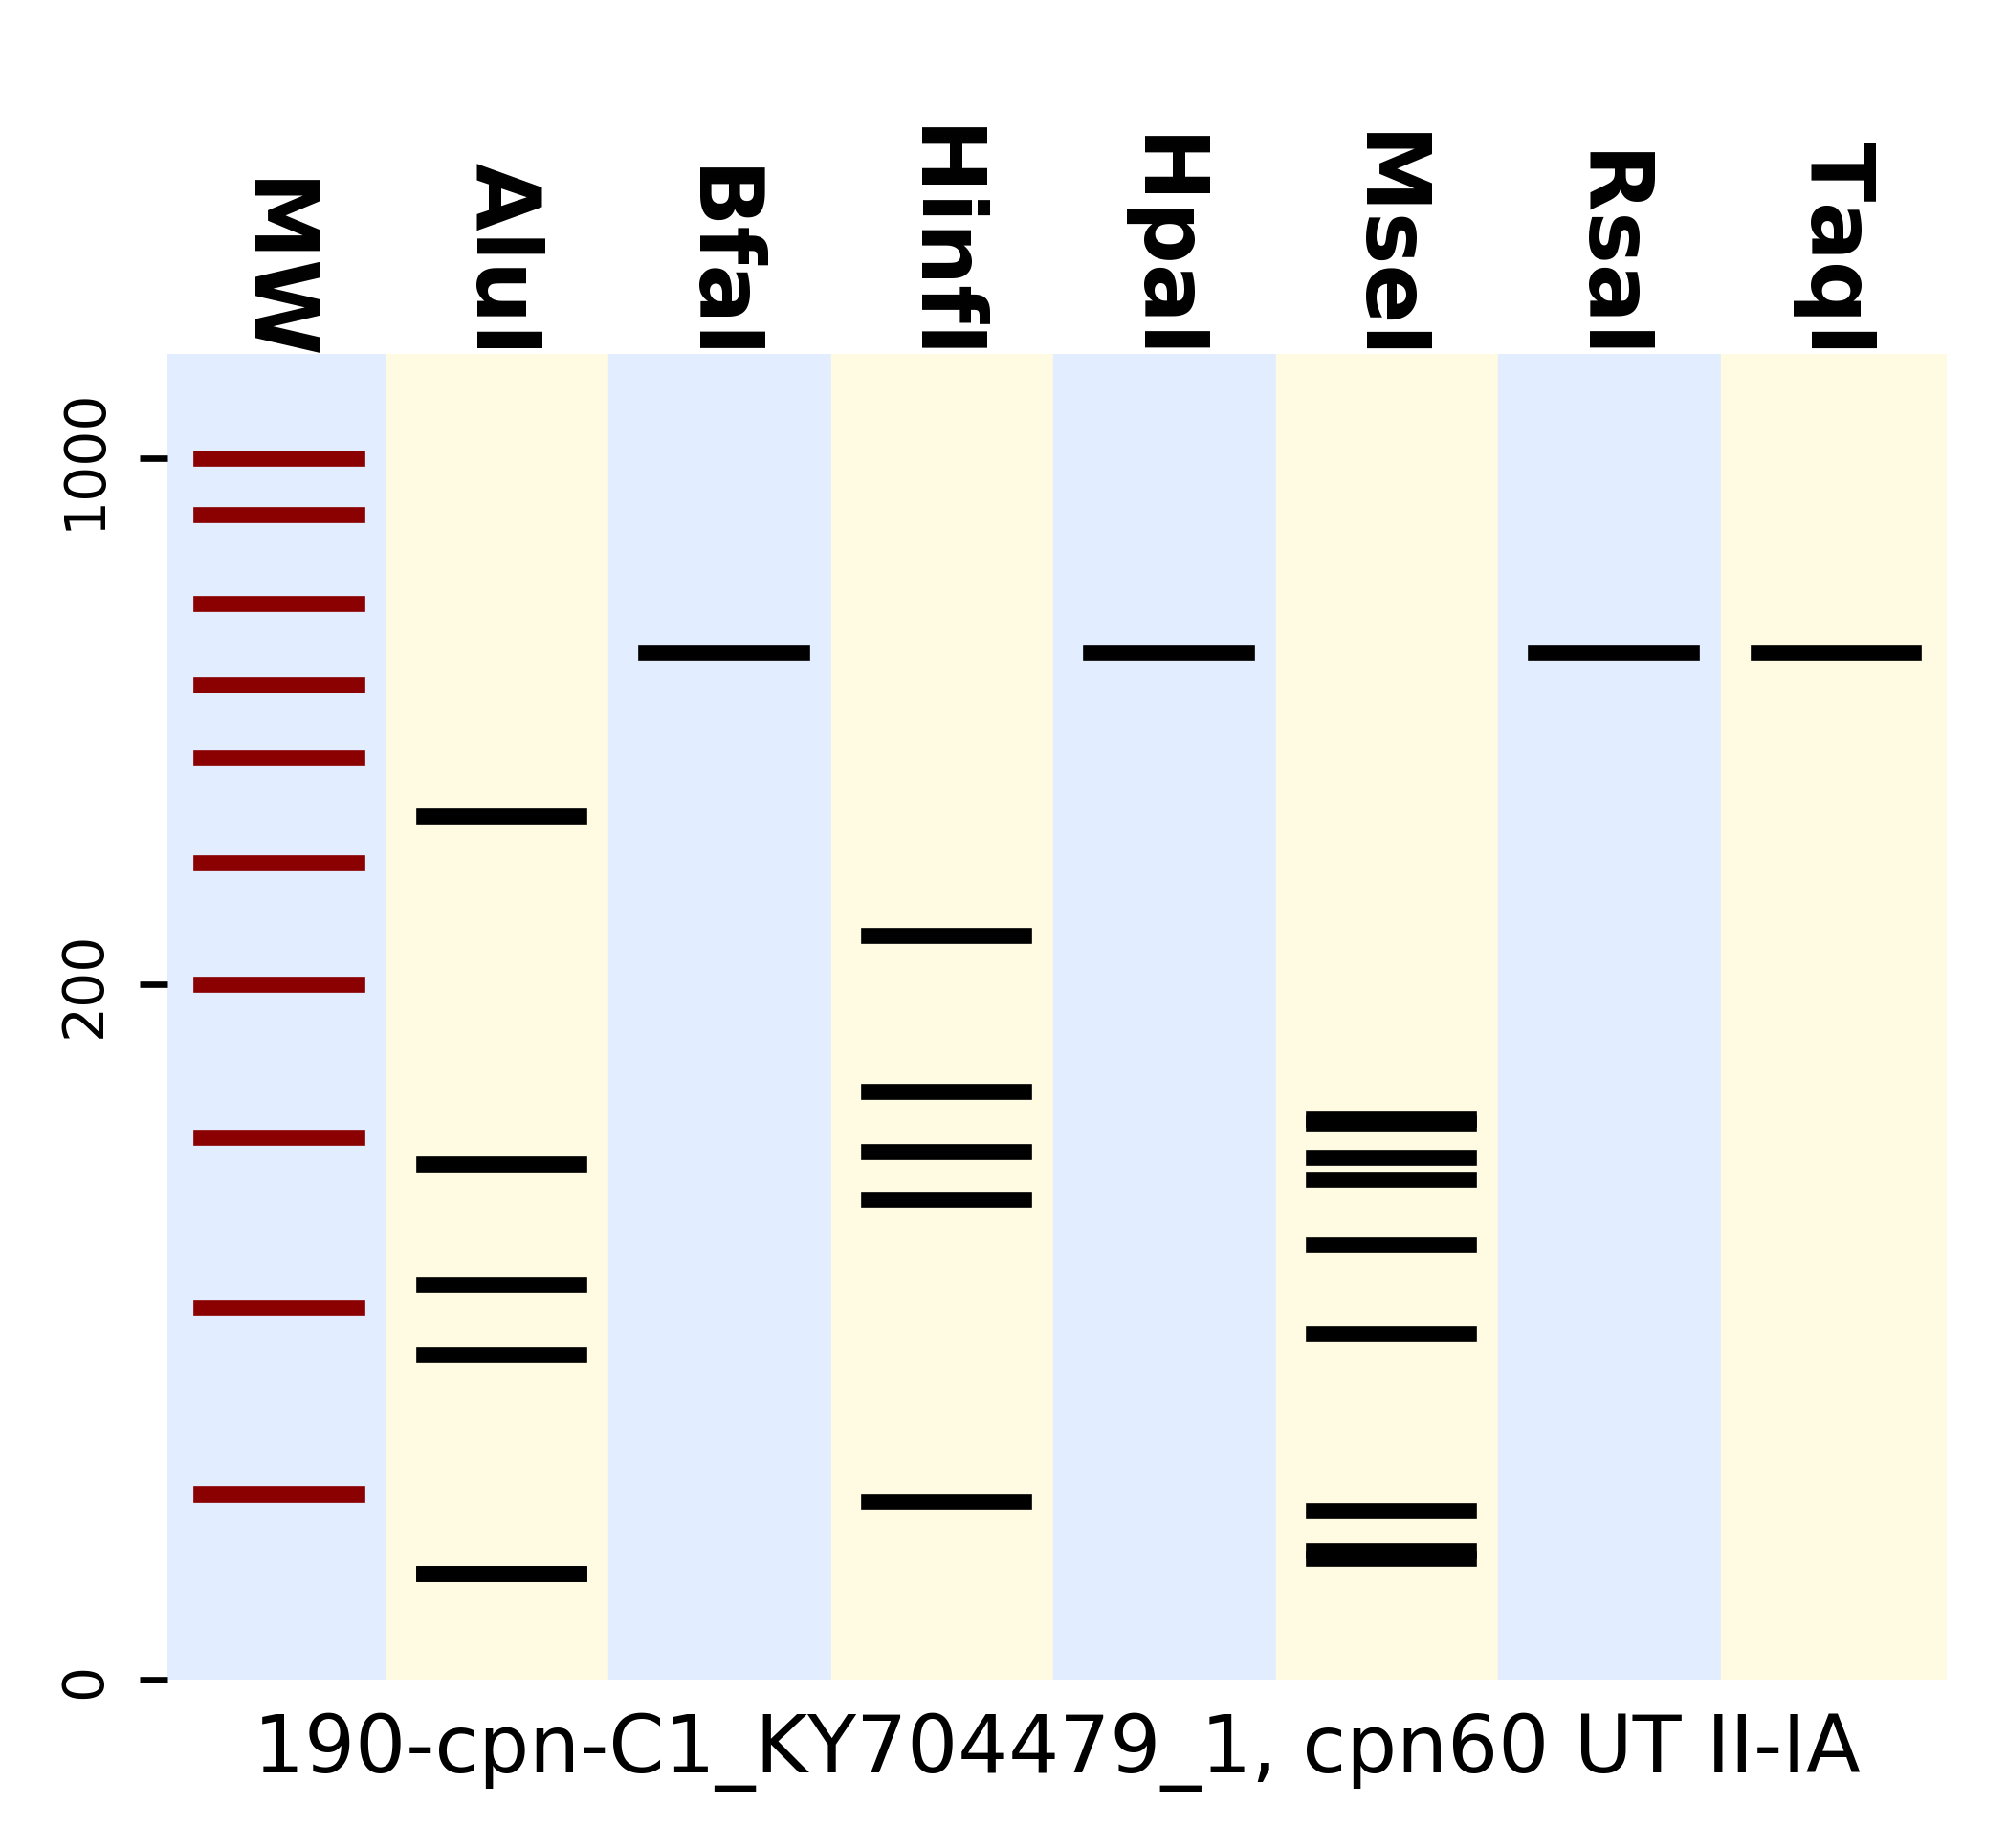 MW
AluI
BfaI
HinfI
HpaI
MseI
RsaI
TaqI
1000
200
0
190-cpn-C1_KY704479_1, cpn60 UT II-IA